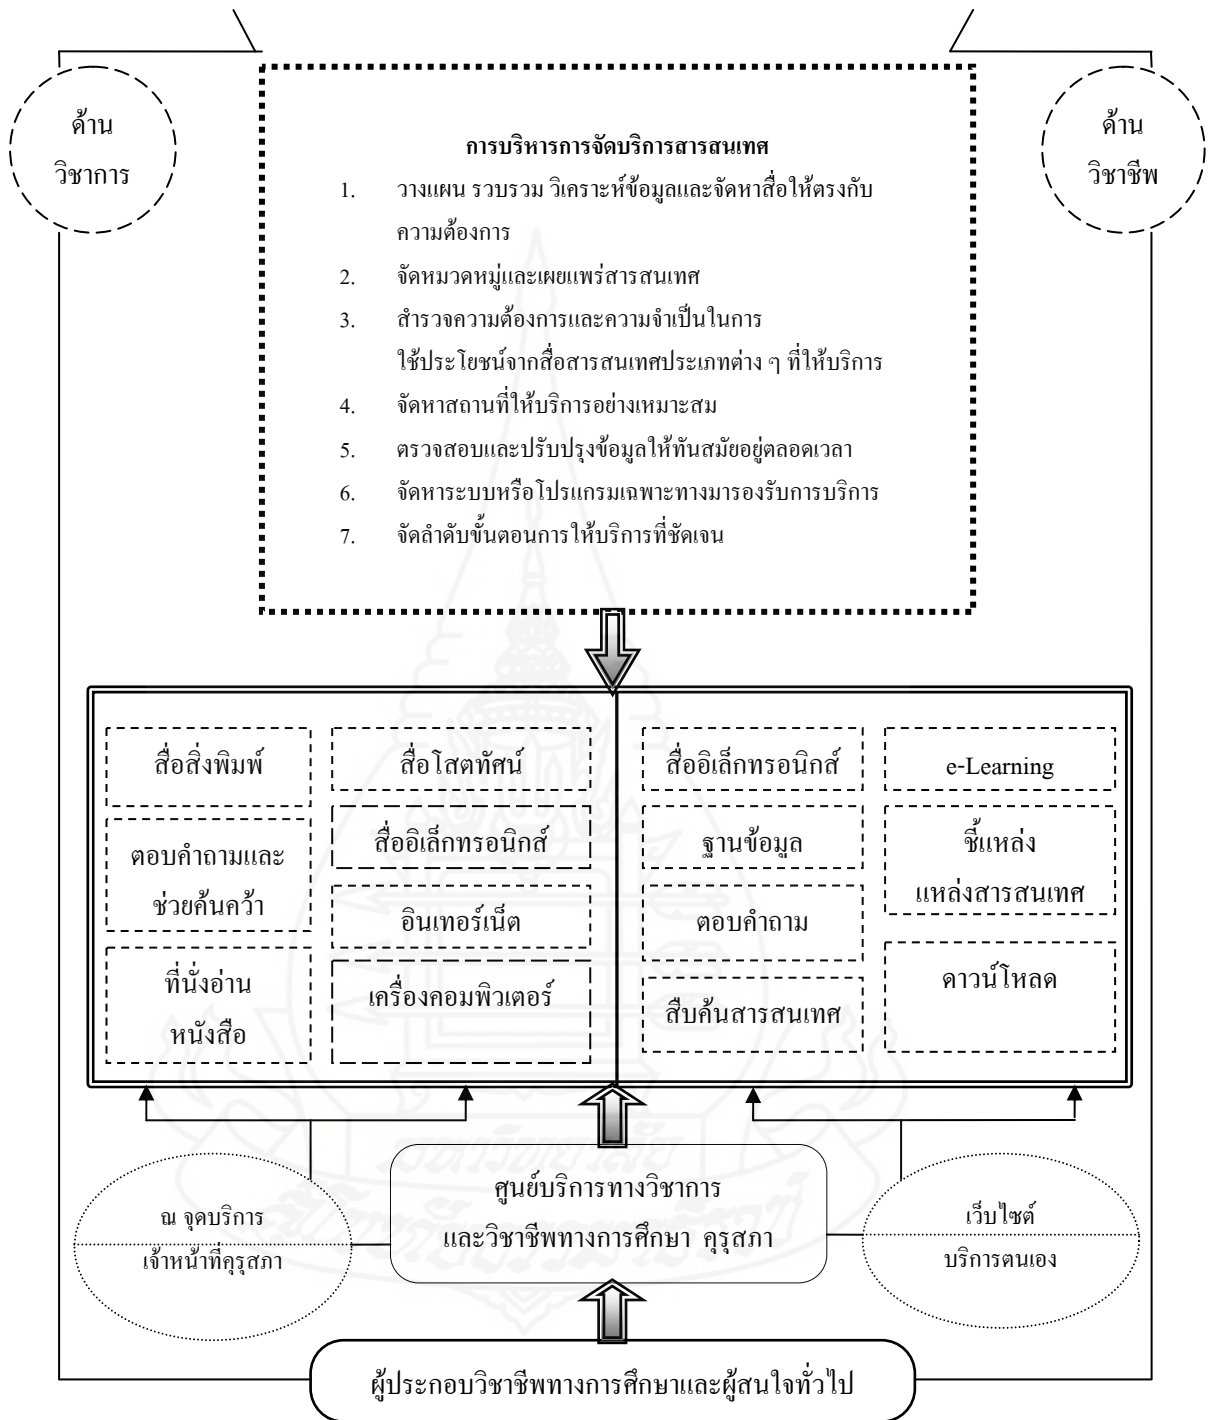 ด้าน
วิชาการ
ด้าน
วิชาชีพ
การบริหารการจัดบริการสารสนเทศ
1. วางแผน รวบรวม วิเคราะห์ข้อมูลและจัดหาสื่อให้ตรงกับ
ความต้องการ
2. จัดหมวดหมู่และเผยแพร่สารสนเทศ
3. สำรวจความต้องการและความจำเป็นในการ
ใช้ประโยชน์จากสื่อสารสนเทศประเภทต่าง ๆ ที่ให้บริการ
4. จัดหาสถานที่ให้บริการอย่างเหมาะสม
5. ตรวจสอบและปรับปรุงข้อมูลให้ทันสมัยอยู่ตลอดเวลา
6. จัดหาระบบหรือโปรแกรมเฉพาะทางมารองรับการบริการ
7. จัดลำดับขั้นตอนการให้บริการที่ชัดเจน
สื่อสิ่งพิมพ์
ตอบคำถามและ
ช่วยค้นคว้า
ที่นั่งอ่าน
หนังสือ
สื่อโสตทัศน์
สื่ออิเล็กทรอนิกส์
อินเทอร์เน็ต
เครื่องคอมพิวเตอร์
สื่ออิเล็กทรอนิกส์
ฐานข้อมูล
ตอบคำถาม
สืบค้นสารสนเทศ
e-Learning
ชี้แหล่ง
แหล่งสารสนเทศ
ดาวน์โหลด
ณ จุดบริการ
เจ้าหน้าที่คุรุสภา
ศูนย์บริการทางวิชาการ
และวิชาชีพทางการศึกษา คุรุสภา
เว็บไซต์
บริการตนเอง
ผู้ประกอบวิชาชีพทางการศึกษาและผู้สนใจทั่วไป